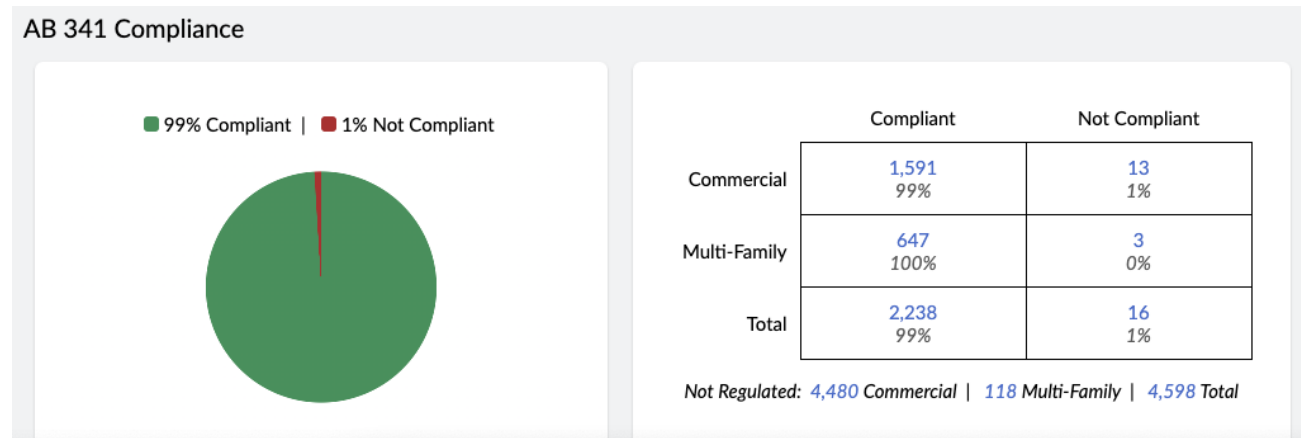 AB 341 Compliance
99% Compliant | 1% Not Compliant
Compliant Not Compliant
Commercial 1,591 13
99% 1%
Multi-Family 647 3
100% 0%
Total 2,238 16
99% 1%
Not Regulated: 4,480 Commercial | 118 Multi-Family | 4,598 Total